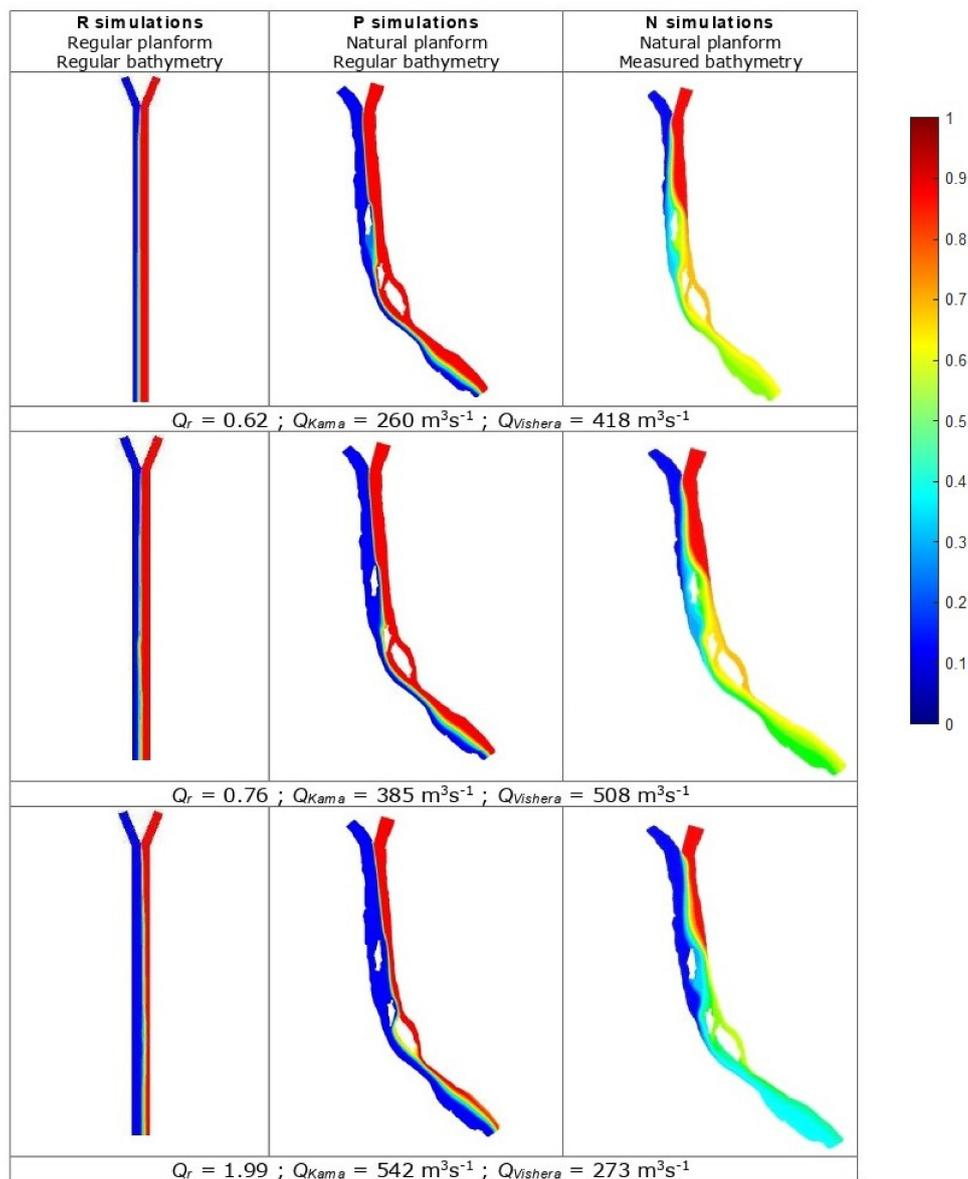 R simulations
Regular planform
Regular bathymetry
P simulations
Natural planform
Regular bathymetry
N simulations
Natural planform
Measured bathymetry
Qr = 0.62 ; QKama = 260 m³s⁻¹ ; QVishera = 418 m³s⁻¹
Qr = 0.76 ; QKama = 385 m³s⁻¹ ; QVishera = 508 m³s⁻¹
Qr = 1.99 ; QKama = 542 m³s⁻¹ ; QVishera = 273 m³s⁻¹
1
0.9
0.8
0.7
0.6
0.5
0.4
0.3
0.2
0.1
0